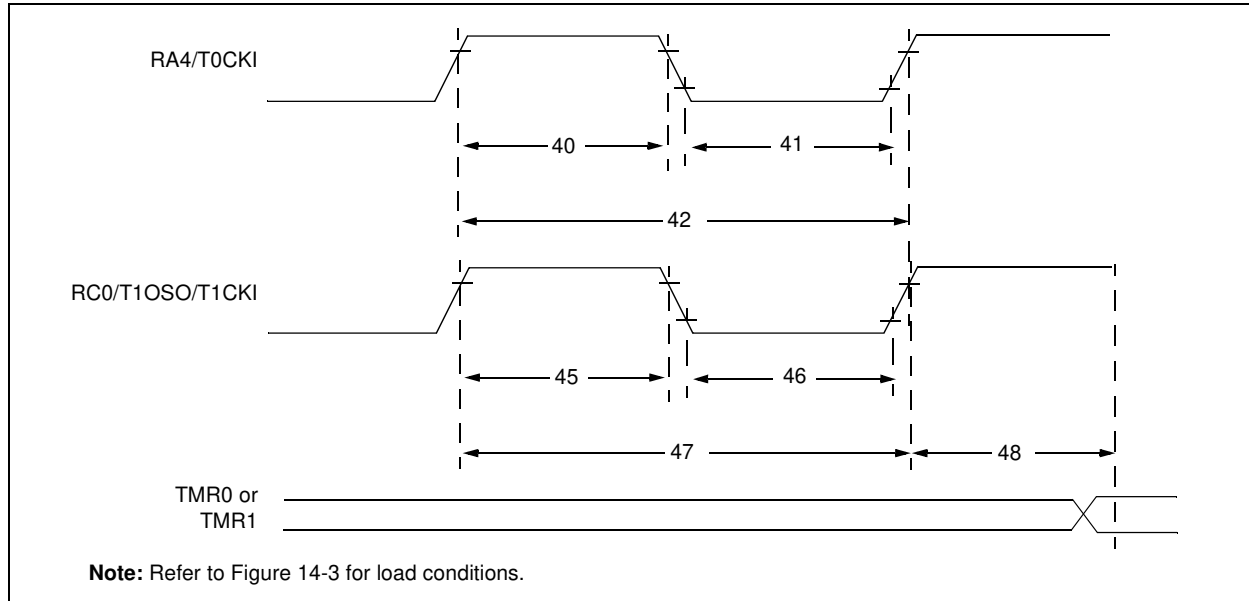 RA4/T0CKI
40
41
42
RC0/T1OSO/T1CKI
45
46
47
48
TMR0 or
TMR1
Note: Refer to Figure 14-3 for load conditions.